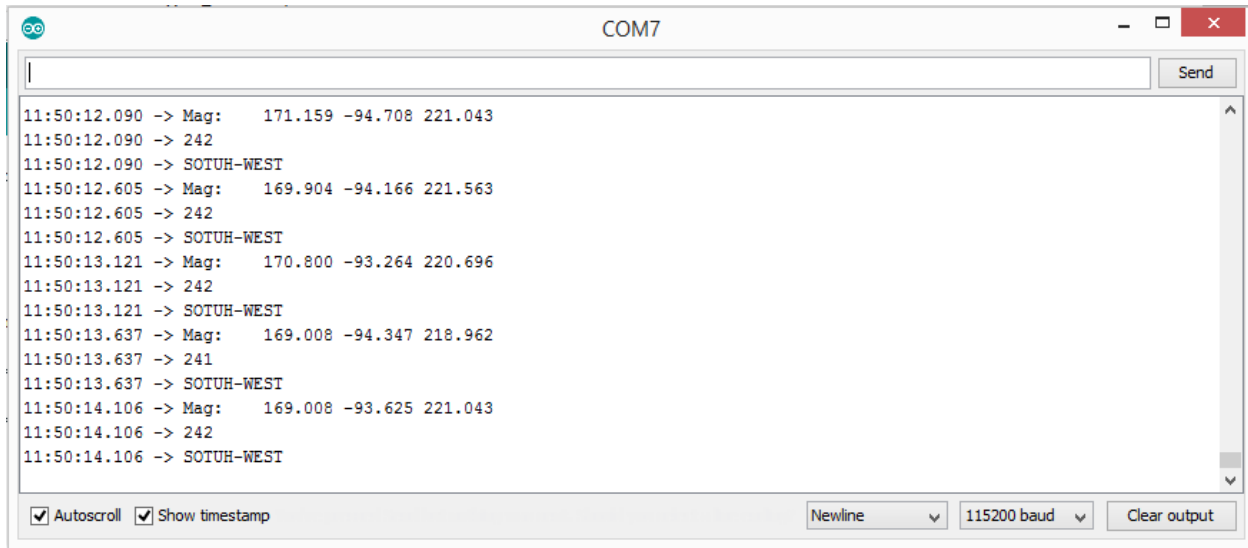 COM7
Send
11:50:12.090 -> Mag:    171.159 -94.708 221.043
11:50:12.090 -> 242
11:50:12.090 -> SOTUH-WEST
11:50:12.605 -> Mag:    169.904 -94.166 221.563
11:50:12.605 -> 242
11:50:12.605 -> SOTUH-WEST
11:50:13.121 -> Mag:    170.800 -93.264 220.696
11:50:13.121 -> 242
11:50:13.121 -> SOTUH-WEST
11:50:13.637 -> Mag:    169.008 -94.347 218.962
11:50:13.637 -> 241
11:50:13.637 -> SOTUH-WEST
11:50:14.106 -> Mag:    169.008 -93.625 221.043
11:50:14.106 -> 242
11:50:14.106 -> SOTUH-WEST
Autoscroll Show timestamp Newline 115200 baud Clear output